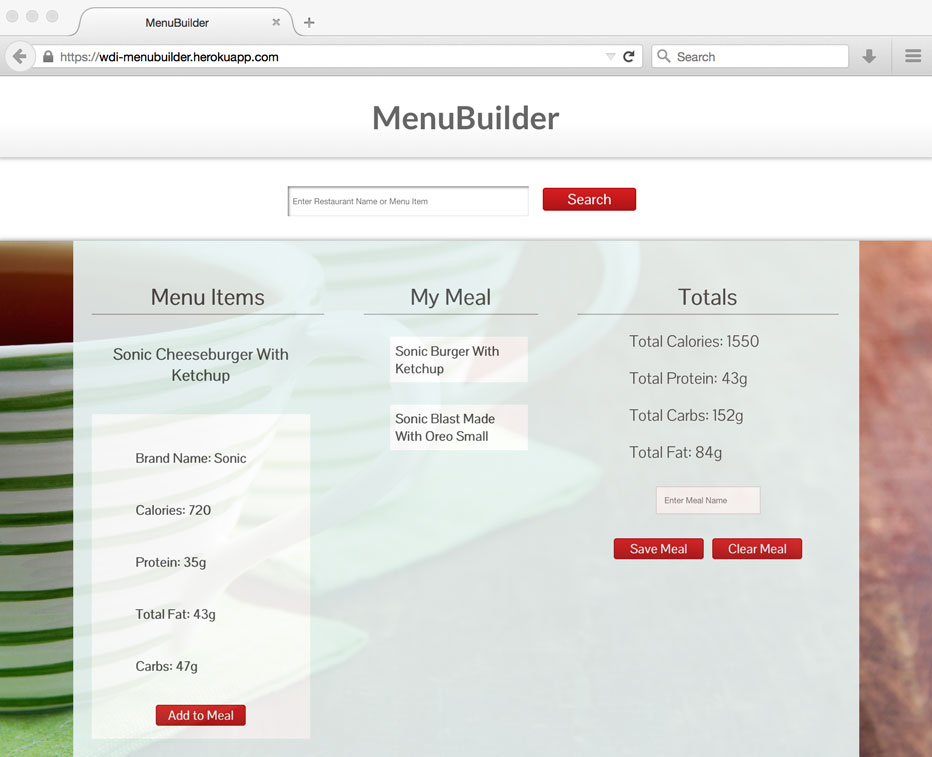 MenuBuilder
https://wdi-menubuilder.herokuapp.com
Search
MenuBuilder
Enter Restaurant Name or Menu Item
Search
Menu Items
Sonic Cheeseburger With
Ketchup
Brand Name: Sonic
Calories: 720
Protein: 35g
Total Fat: 43g
Carbs: 47g
Add to Meal
My Meal
Sonic Burger With
Ketchup
Sonic Blast Made
With Oreo Small
Totals
Total Calories: 1550
Total Protein: 43g
Total Carbs: 152g
Total Fat: 84g
Enter Meal Name
Save Meal
Clear Meal